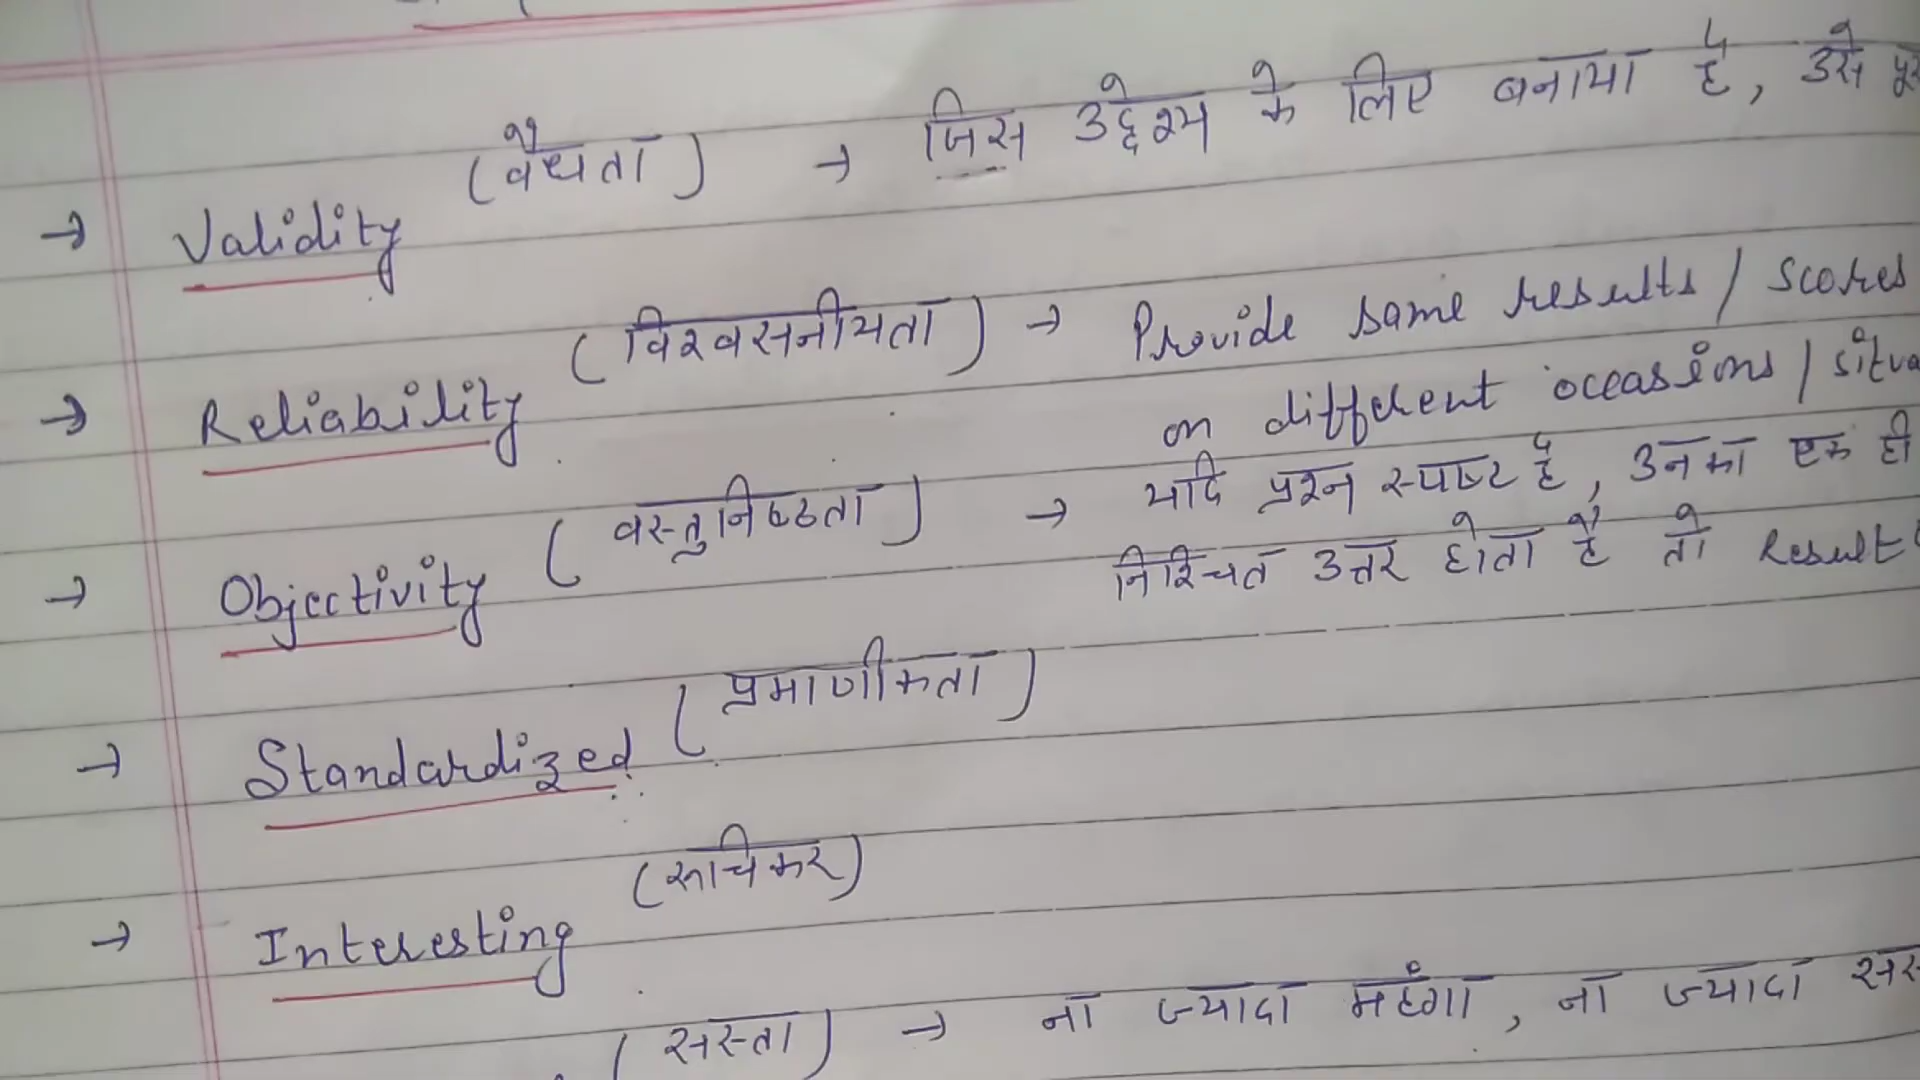 → Validity (वैधता) → जिस उद्देश्य के लिए बनाया है, उसे
→ Reliability (विश्वसनीयता) → Provide same results / scores
on different occasions /
→ Objectivity (वस्तुनिष्ठता) → यदि प्रश्न स्पष्ट है, उनका एक ही
निश्चित उत्तर होता है तो Result
→ Standardized (प्रमाणीकता)
→ Interesting (रूचिकर)
(सस्ता) → ना ज्यादा महंगा, ना ज्यादा